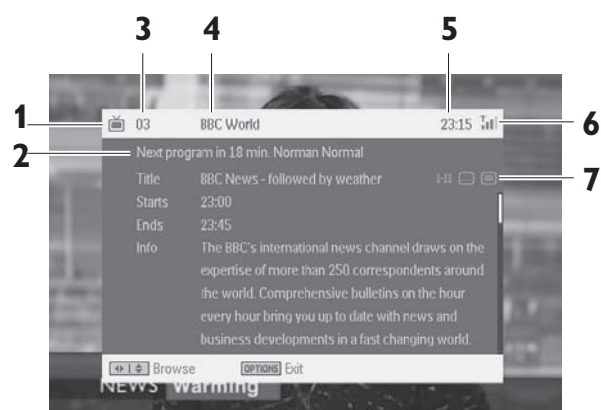 3 4 5
1 03 BBC World 23:15 6
2 Next program in 18 min. Norman Normal
Title BBC News - followed by weather I-II 7
Starts 23:00
Ends 23:45
Info The BBC's international news channel draws on the
expertise of more than 250 correspondents around
the world. Comprehensive bulletins on the hour
every hour bring you up to date with news and
business developments in a fast changing world.
Browse OPTIONS Exit
NEWS warming